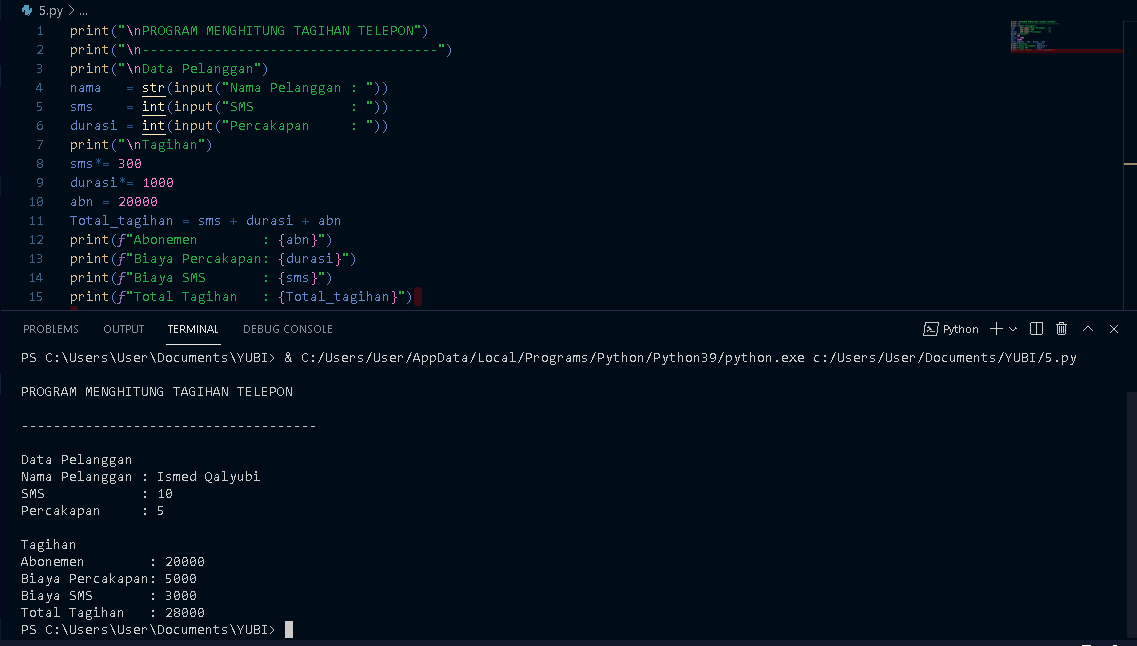 5.py > ...
1 print("\nPROGRAM MENGHITUNG TAGIHAN TELEPON")
2 print("\n-------------------------------------")
3 print("\nData Pelanggan")
4 nama   = str(input("Nama Pelanggan : "))
5 sms    = int(input("SMS            : "))
6 durasi = int(input("Percakapan     : "))
7 print("\nTagihan")
8 sms*= 300
9 durasi*= 1000
10 abn = 20000
11 Total_tagihan = sms + durasi + abn
12 print(f"Abonemen        : {abn}")
13 print(f"Biaya Percakapan: {durasi}")
14 print(f"Biaya SMS       : {sms}")
15 print(f"Total Tagihan   : {Total_tagihan}")
PROBLEMS OUTPUT TERMINAL DEBUG CONSOLE Python
PS C:\Users\User\Documents\YUBI> & C:/Users/User/AppData/Local/Programs/Python/Python39/python.exe c:/Users/User/Documents/YUBI/5.py
PROGRAM MENGHITUNG TAGIHAN TELEPON
-------------------------------------
Data Pelanggan
Nama Pelanggan : Ismed Qalyubi
SMS            : 10
Percakapan     : 5
Tagihan
Abonemen        : 20000
Biaya Percakapan: 5000
Biaya SMS       : 3000
Total Tagihan   : 28000
PS C:\Users\User\Documents\YUBI>